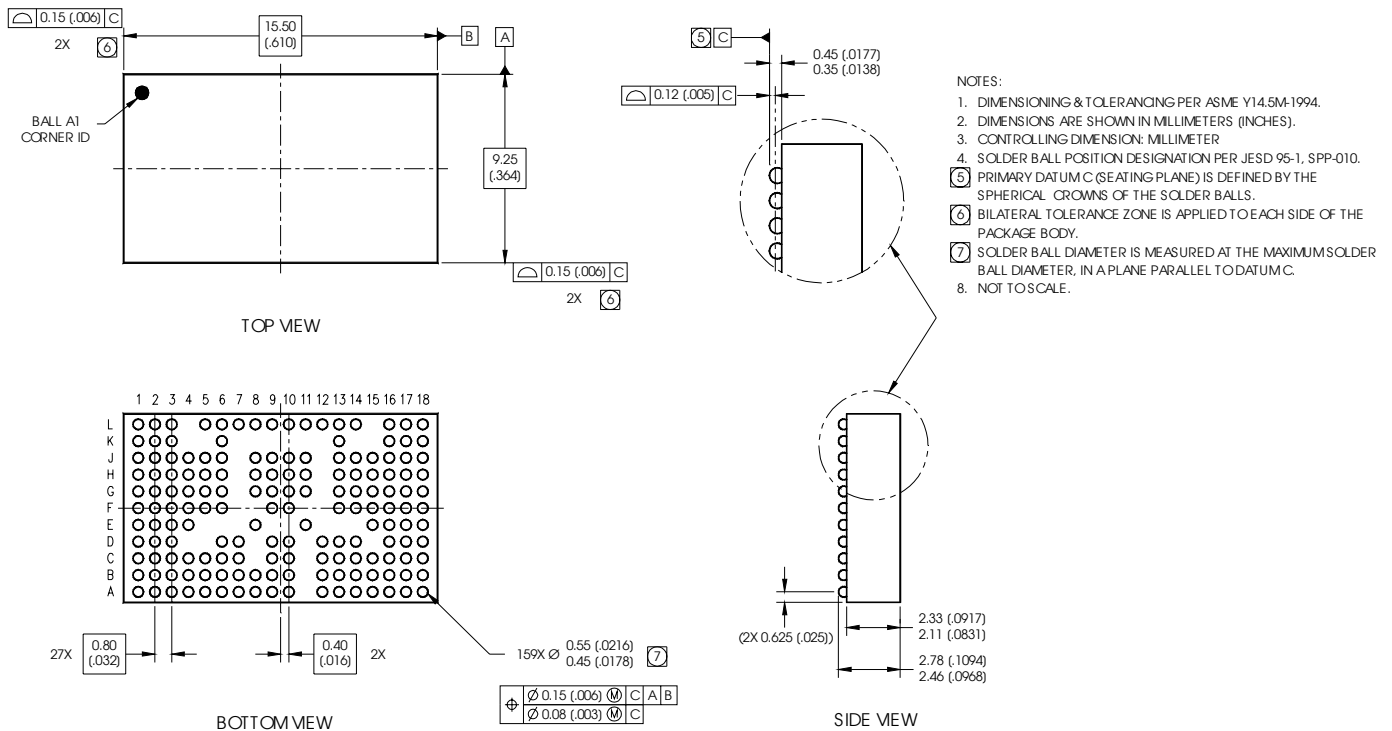 0.15 [.006] C
2X 6
15.50
[.610]
B
A
BALL A1
CORNER ID
9.25
[.364]
0.15 [.006] C
2X 6
TOP VIEW
5 C
0.45 [.0177]
0.35 [.0138]
0.12 [.005] C
NOTES:
1. DIMENSIONING & TOLERANCING PER ASME Y14.5M-1994.
2. DIMENSIONS ARE SHOWN IN MILLIMETERS [INCHES].
3. CONTROLLING DIMENSION: MILLIMETER
4. SOLDER BALL POSITION DESIGNATION PER JESD 95-1, SPP-010.
5 PRIMARY DATUM C (SEATING PLANE) IS DEFINED BY THE
SPHERICAL CROWNS OF THE SOLDER BALLS.
6 BILATERAL TOLERANCE ZONE IS APPLIED TO EACH SIDE OF THE
PACKAGE BODY.
7 SOLDER BALL DIAMETER IS MEASURED AT THE MAXIMUM SOLDER
BALL DIAMETER, IN A PLANE PARALLEL TO DATUM C.
8. NOT TO SCALE.
1 2 3 4 5 6 7 8 9 10 11 12 13 14 15 16 17 18
L
K
J
H
G
F
E
D
C
B
A
27X 0.80
[.032]
0.40
[.016] 2X
159X Ø 0.55 [.0216]
0.45 [.0178] 7
Ø 0.15 [.006] M C A B
Ø 0.08 [.003] M C
BOTTOM VIEW
(2X 0.625 [.025])
2.33 [.0917]
2.11 [.0831]
2.78 [.1094]
2.46 [.0968]
SIDE VIEW